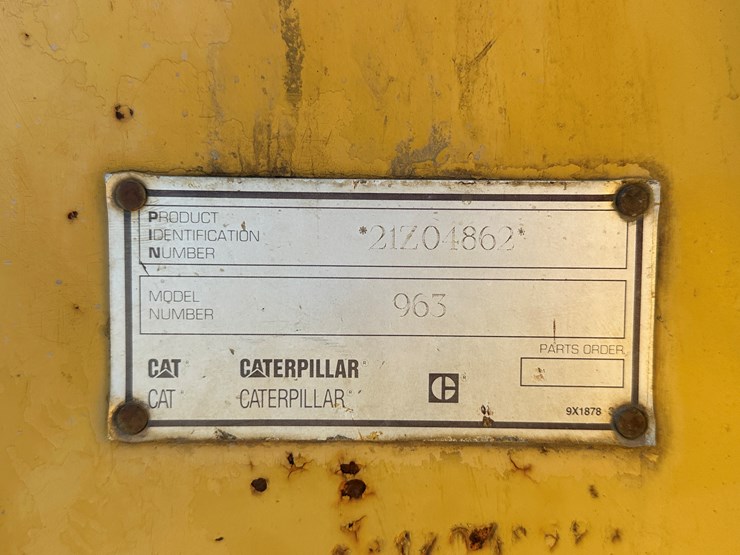 PRODUCT
IDENTIFICATION
NUMBER
*21Z04862*
MODEL
NUMBER
963
PARTS ORDER
CAT CATERPILLAR
CAT CATERPILLAR
9X1878